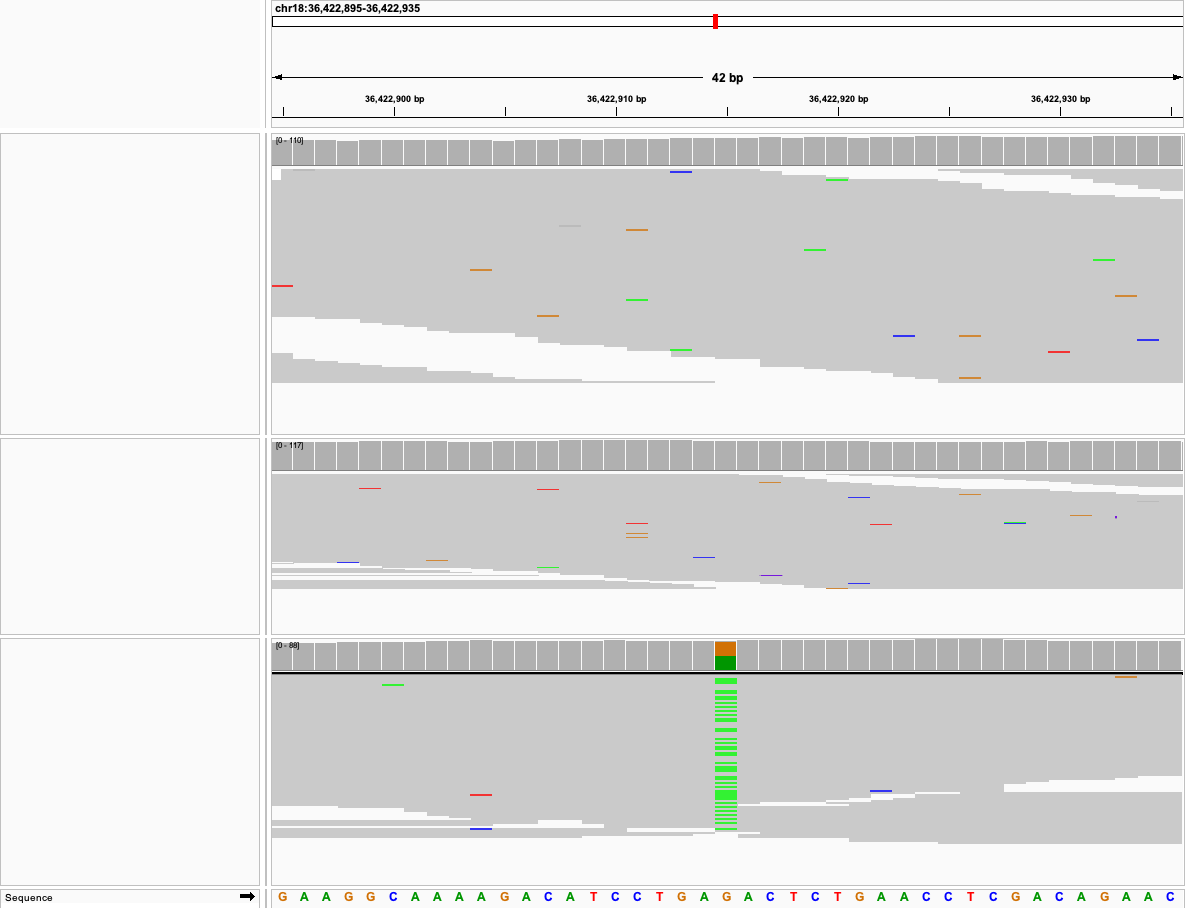 chr18:36,422,895-36,422,935
42 bp
36,422,900 bp 36,422,910 bp 36,422,920 bp 36,422,930 bp
[0 - 110]
[0 - 117]
[0 - 88]
Sequence G A A G G C A A A A G A C A T C C T G A G A C T C T G A A C C T C G A C A G A A C